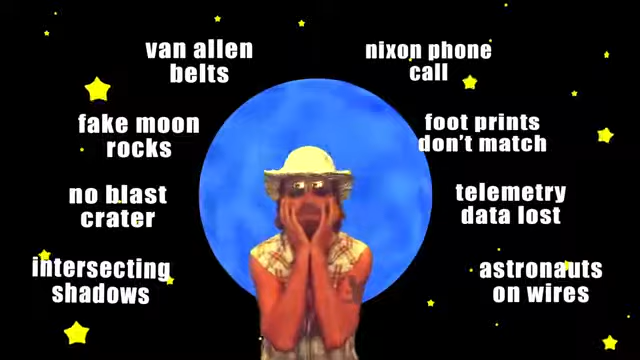 van allen
belts
nixon phone
call
fake moon
rocks
foot prints
don't match
no blast
crater
telemetry
data lost
intersecting
shadows
astronauts
on wires